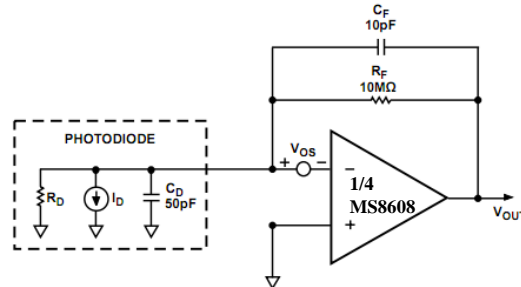 CF
10pF
RF
10MΩ
PHOTODIODE
VOS
+ −
RD
ID
CD
50pF
−
1/4
MS8608
+
VOUT